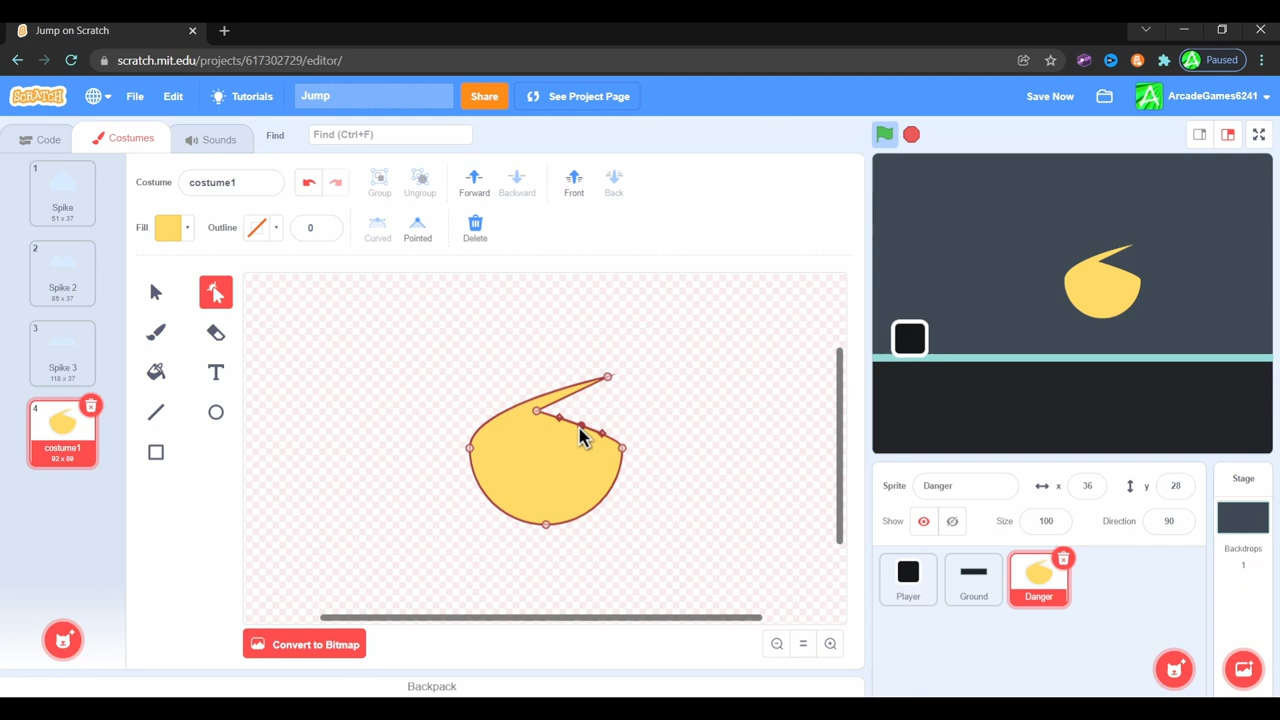 Jump on Scratch
scratch.mit.edu/projects/617302729/editor/
Paused
SCRATCH
File
Edit
Tutorials
Jump
Share
See Project Page
Save Now
ArcadeGames6241
Code
Costumes
Sounds
Find
Find (Ctrl+F)
1
Spike
51 x 37
2
Spike 2
85 x 37
3
Spike 3
118 x 37
4
costume1
92 x 89
Costume
costume1
Group
Ungroup
Forward
Backward
Front
Back
Fill
Outline
0
Curved
Pointed
Delete
T
Convert to Bitmap
Backpack
Sprite
Danger
x
36
y
28
Show
Size
100
Direction
90
Player
Ground
Danger
Stage
Backdrops
1